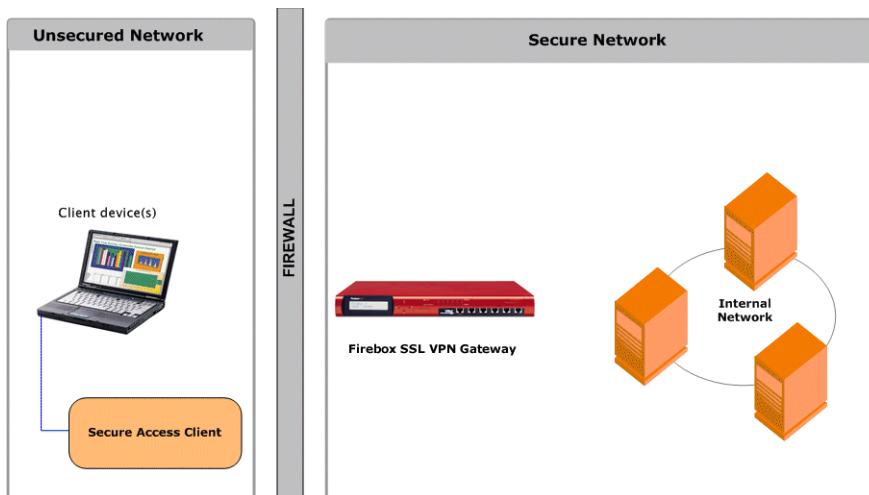 Unsecured Network
Secure Network
FIREWALL
Client device(s)
Internal
Network
Firebox SSL VPN Gateway
Secure Access Client